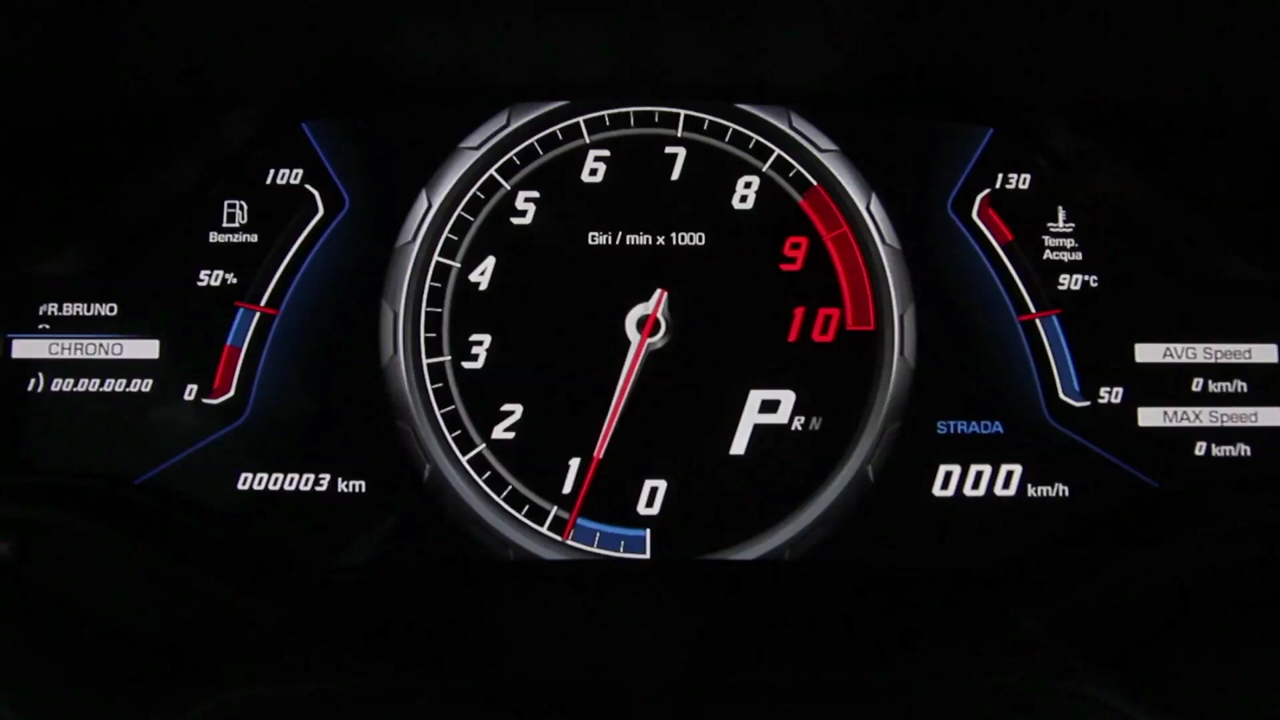 100
Benzina
50%
R.BRUNO
CHRONO
1) 00.00.00.00
0
000003 km
6
7
5
8
Giri / min x 1000
4
9
3
10
2
P R N
1
0
130
Temp.
Acqua
90°C
50
AVG Speed
0 km/h
MAX Speed
0 km/h
STRADA
000 km/h